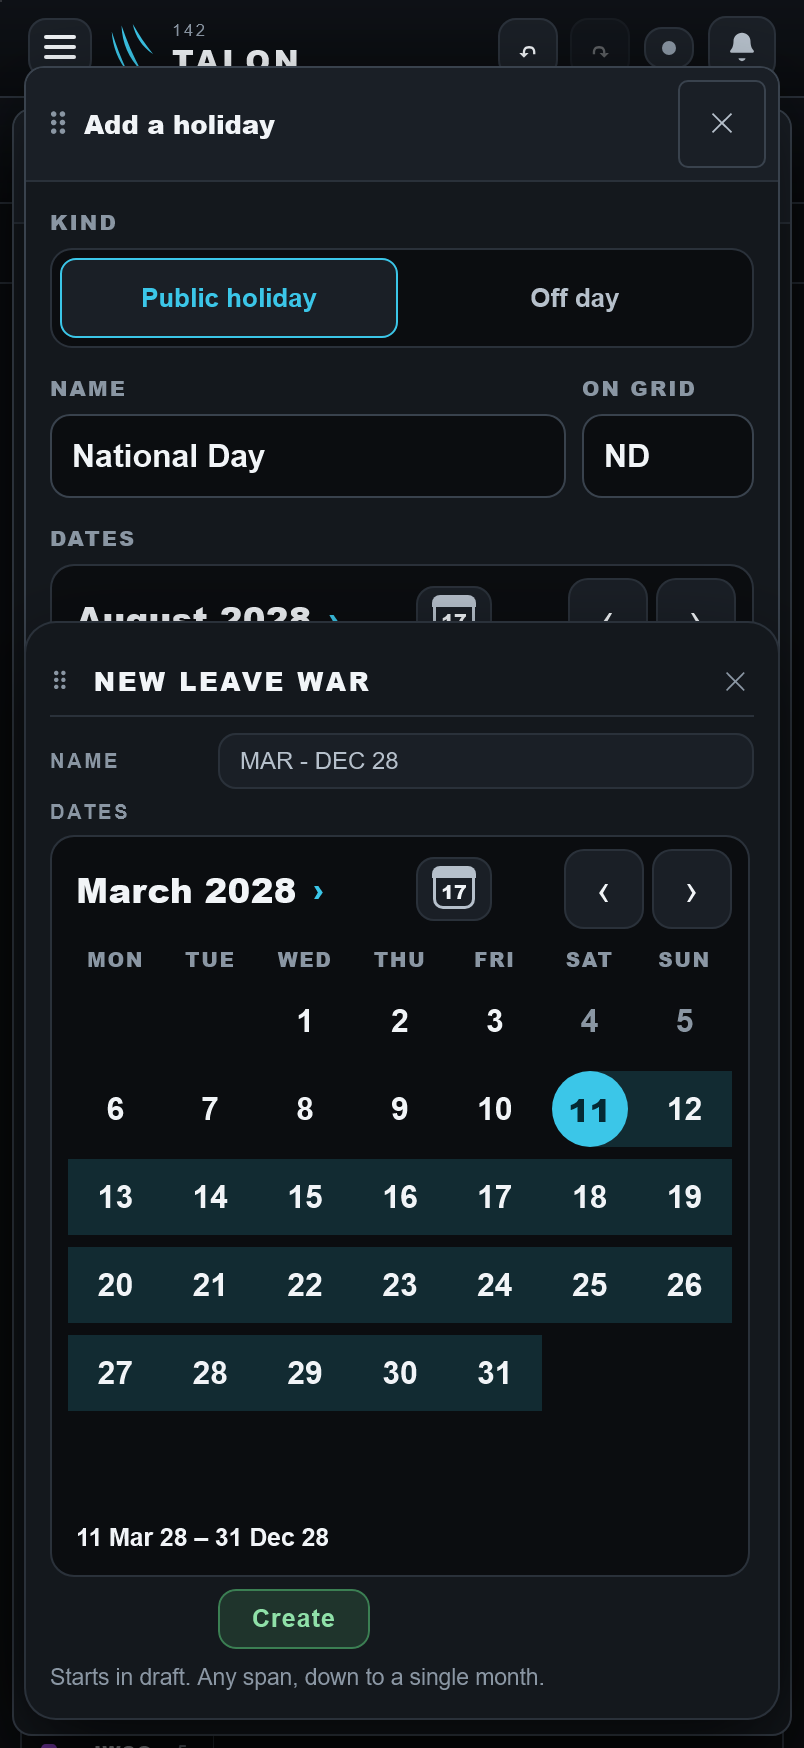 142
TALON
Add a holiday
KIND
Public holiday Off day
NAME ON GRID
National Day ND
DATES
August 2028 ›
17
NEW LEAVE WAR
NAME MAR - DEC 28
DATES
March 2028 › 17 ‹ ›
MON TUE WED THU FRI SAT SUN
1 2 3 4 5
6 7 8 9 10 11 12
13 14 15 16 17 18 19
20 21 22 23 24 25 26
27 28 29 30 31
11 Mar 28 – 31 Dec 28
Create
Starts in draft. Any span, down to a single month.